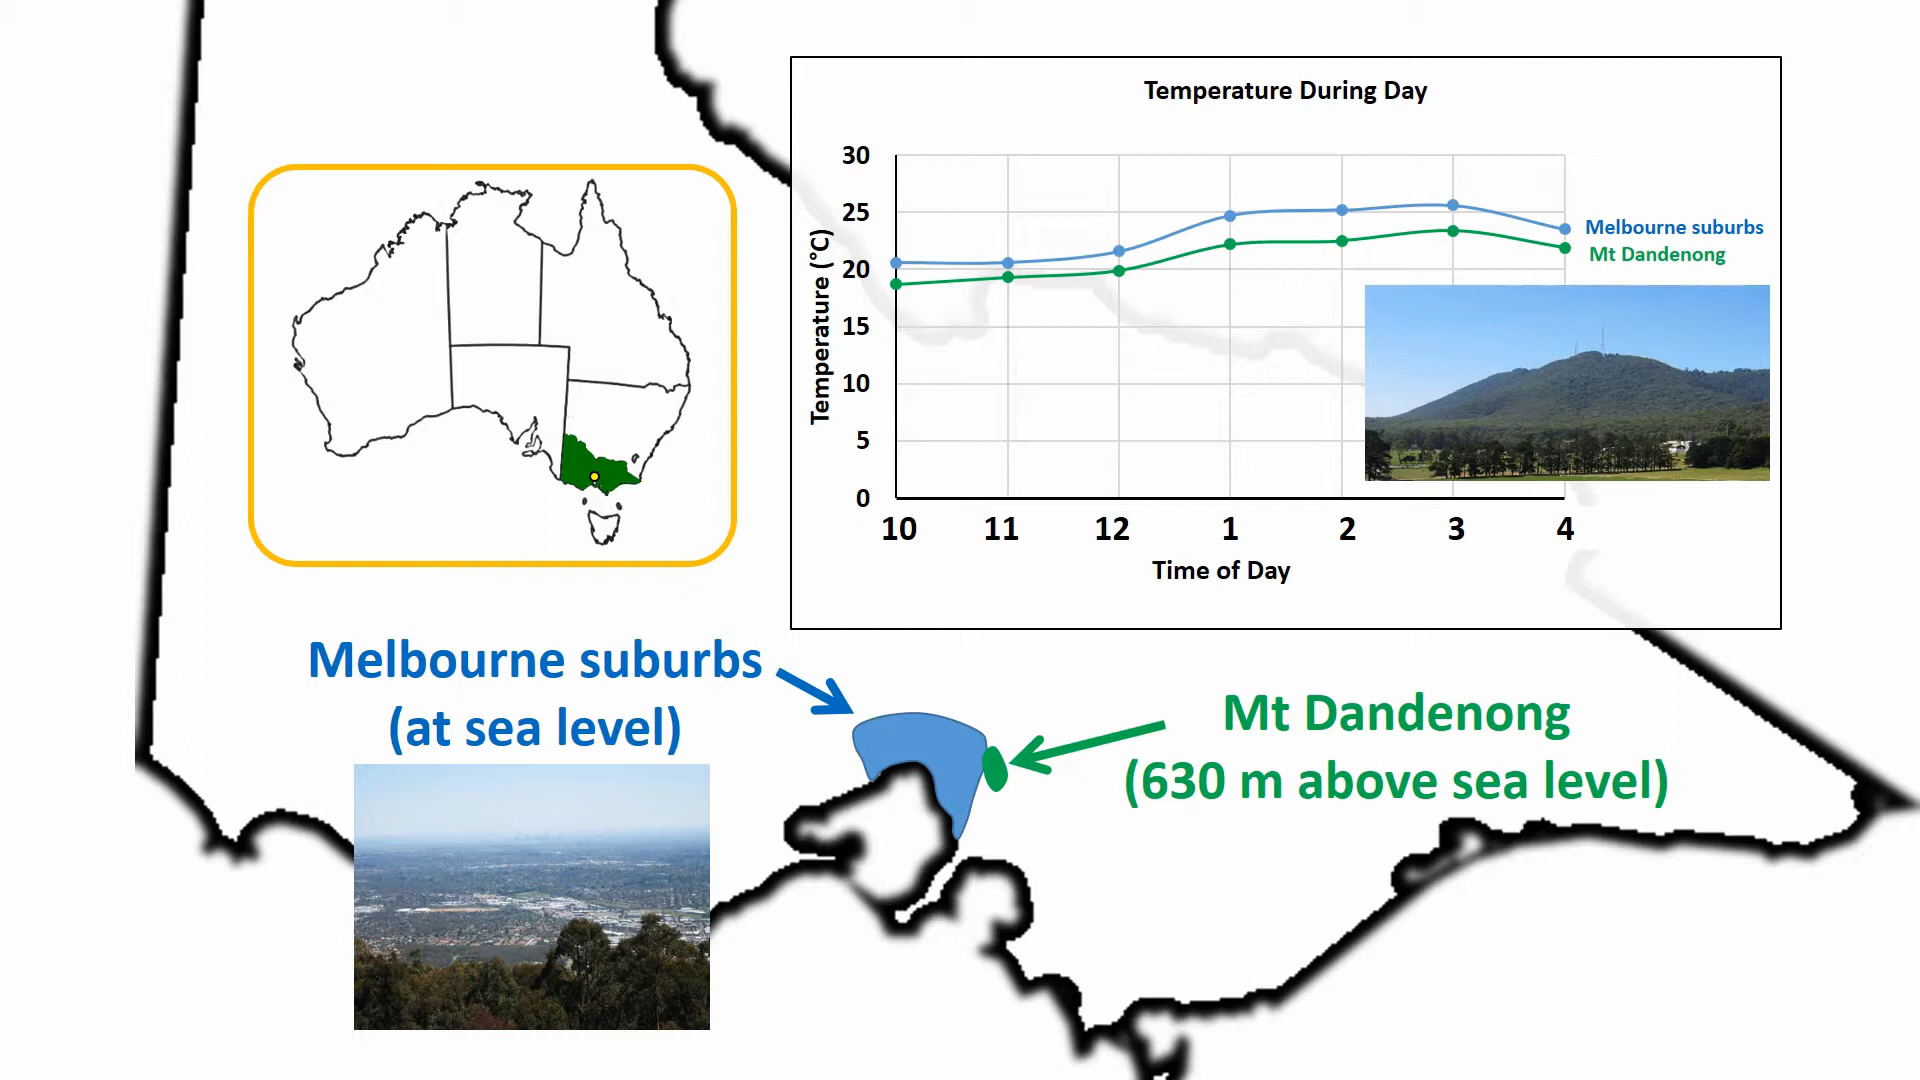 Temperature During Day
Temperature (°C)
30
25
20
15
10
5
0
10 11 12 1 2 3 4
Time of Day
Melbourne suburbs
Mt Dandenong
Melbourne suburbs
(at sea level)
Mt Dandenong
(630 m above sea level)